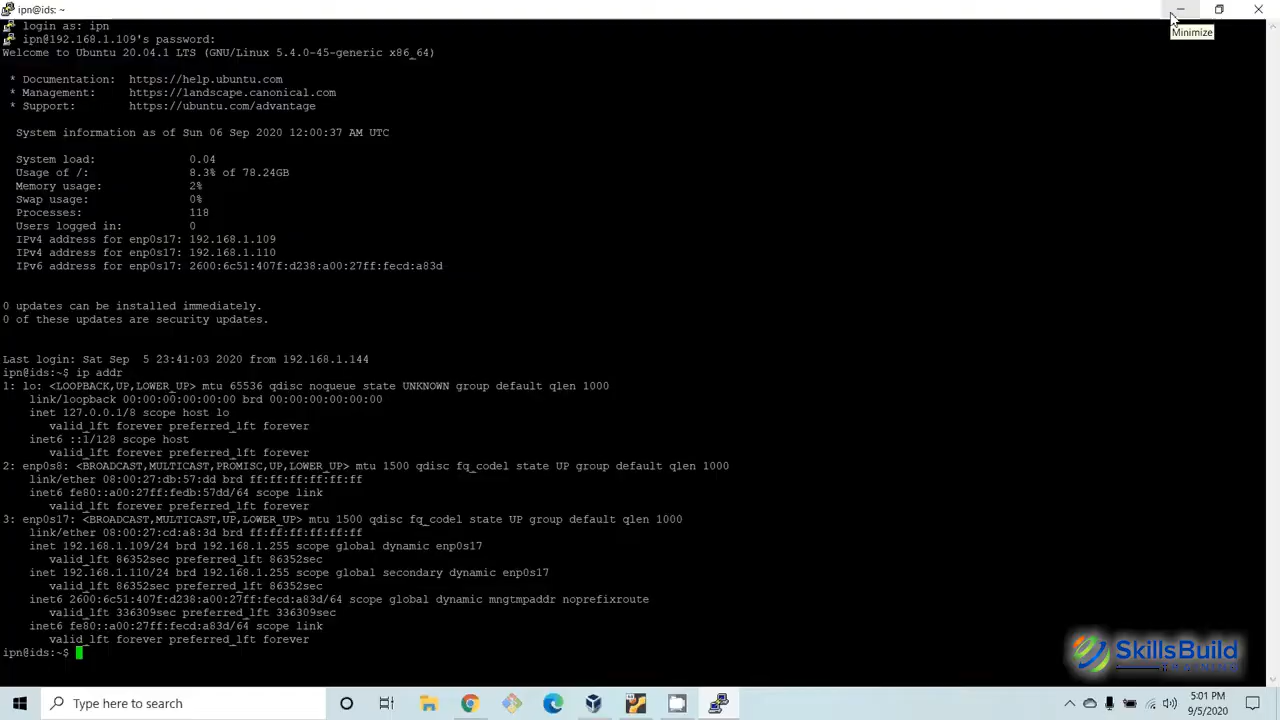 ipn@ids: ~
login as: ipn
Minimize
ipn@192.168.1.109's password:
Welcome to Ubuntu 20.04.1 LTS (GNU/Linux 5.4.0-45-generic x86_64)
* Documentation:  https://help.ubuntu.com
* Management:     https://landscape.canonical.com
* Support:        https://ubuntu.com/advantage
System information as of Sun 06 Sep 2020 12:00:37 AM UTC
System load:              0.04
Usage of /:               8.3% of 78.24GB
Memory usage:             2%
Swap usage:               0%
Processes:                118
Users logged in:          0
IPv4 address for enp0s17: 192.168.1.109
IPv4 address for enp0s17: 192.168.1.110
IPv6 address for enp0s17: 2600:6c51:407f:d238:a00:27ff:fecd:a83d
0 updates can be installed immediately.
0 of these updates are security updates.
Last login: Sat Sep  5 23:41:03 2020 from 192.168.1.144
ipn@ids:~$ ip addr
1: lo: <LOOPBACK,UP,LOWER_UP> mtu 65536 qdisc noqueue state UNKNOWN group default qlen 1000
link/loopback 00:00:00:00:00:00 brd 00:00:00:00:00:00
inet 127.0.0.1/8 scope host lo
valid_lft forever preferred_lft forever
inet6 ::1/128 scope host
valid_lft forever preferred_lft forever
2: enp0s8: <BROADCAST,MULTICAST,PROMISC,UP,LOWER_UP> mtu 1500 qdisc fq_codel state UP group default qlen 1000
link/ether 08:00:27:db:57:dd brd ff:ff:ff:ff:ff:ff
inet6 fe80::a00:27ff:fedb:57dd/64 scope link
valid_lft forever preferred_lft forever
3: enp0s17: <BROADCAST,MULTICAST,UP,LOWER_UP> mtu 1500 qdisc fq_codel state UP group default qlen 1000
link/ether 08:00:27:cd:a8:3d brd ff:ff:ff:ff:ff:ff
inet 192.168.1.109/24 brd 192.168.1.255 scope global dynamic enp0s17
valid_lft 86352sec preferred_lft 86352sec
inet 192.168.1.110/24 brd 192.168.1.255 scope global secondary dynamic enp0s17
valid_lft 86352sec preferred_lft 86352sec
inet6 2600:6c51:407f:d238:a00:27ff:fecd:a83d/64 scope global dynamic mngtmpaddr noprefixroute
valid_lft 336309sec preferred_lft 336309sec
inet6 fe80::a00:27ff:fecd:a83d/64 scope link
valid_lft forever preferred_lft forever
ipn@ids:~$
SkillsBuild
Type here to search
5:01 PM
9/5/2020